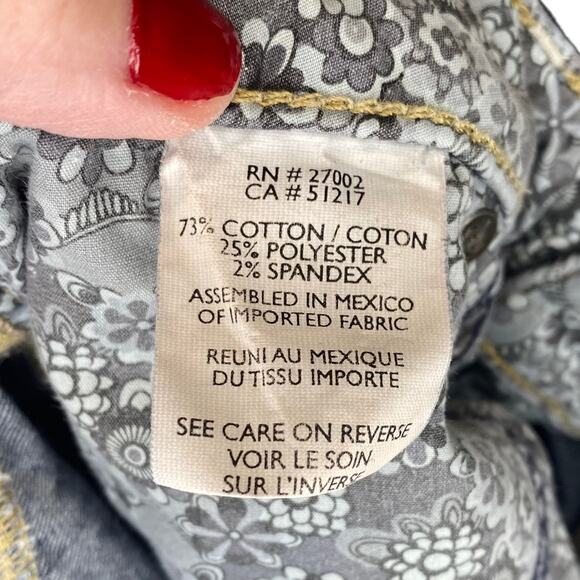 RN # 27002
CA # 51217
73% COTTON / COTON
25% POLYESTER
2% SPANDEX
ASSEMBLED IN MEXICO
OF IMPORTED FABRIC
REUNI AU MEXIQUE
DU TISSU IMPORTE
SEE CARE ON REVERSE
VOIR LE SOIN
SUR L'INVERSE